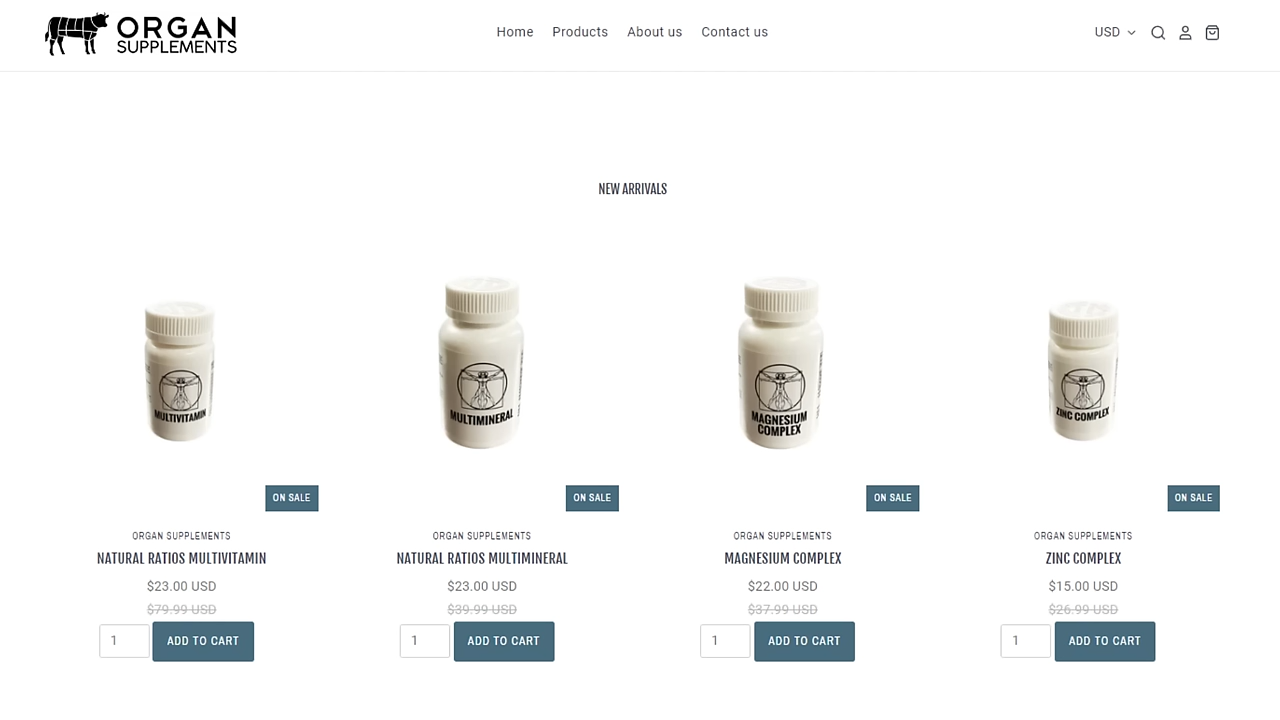 ORGAN
SUPPLEMENTS
Home Products About us Contact us
USD
NEW ARRIVALS
MULTIVITAMIN
MULTIMINERAL
MAGNESIUM
COMPLEX
ZINC COMPLEX
ON SALE
ON SALE
ON SALE
ON SALE
ORGAN SUPPLEMENTS
NATURAL RATIOS MULTIVITAMIN
$23.00 USD
$79.99 USD
1 ADD TO CART
ORGAN SUPPLEMENTS
NATURAL RATIOS MULTIMINERAL
$23.00 USD
$39.99 USD
1 ADD TO CART
ORGAN SUPPLEMENTS
MAGNESIUM COMPLEX
$22.00 USD
$37.99 USD
1 ADD TO CART
ORGAN SUPPLEMENTS
ZINC COMPLEX
$15.00 USD
$26.99 USD
1 ADD TO CART